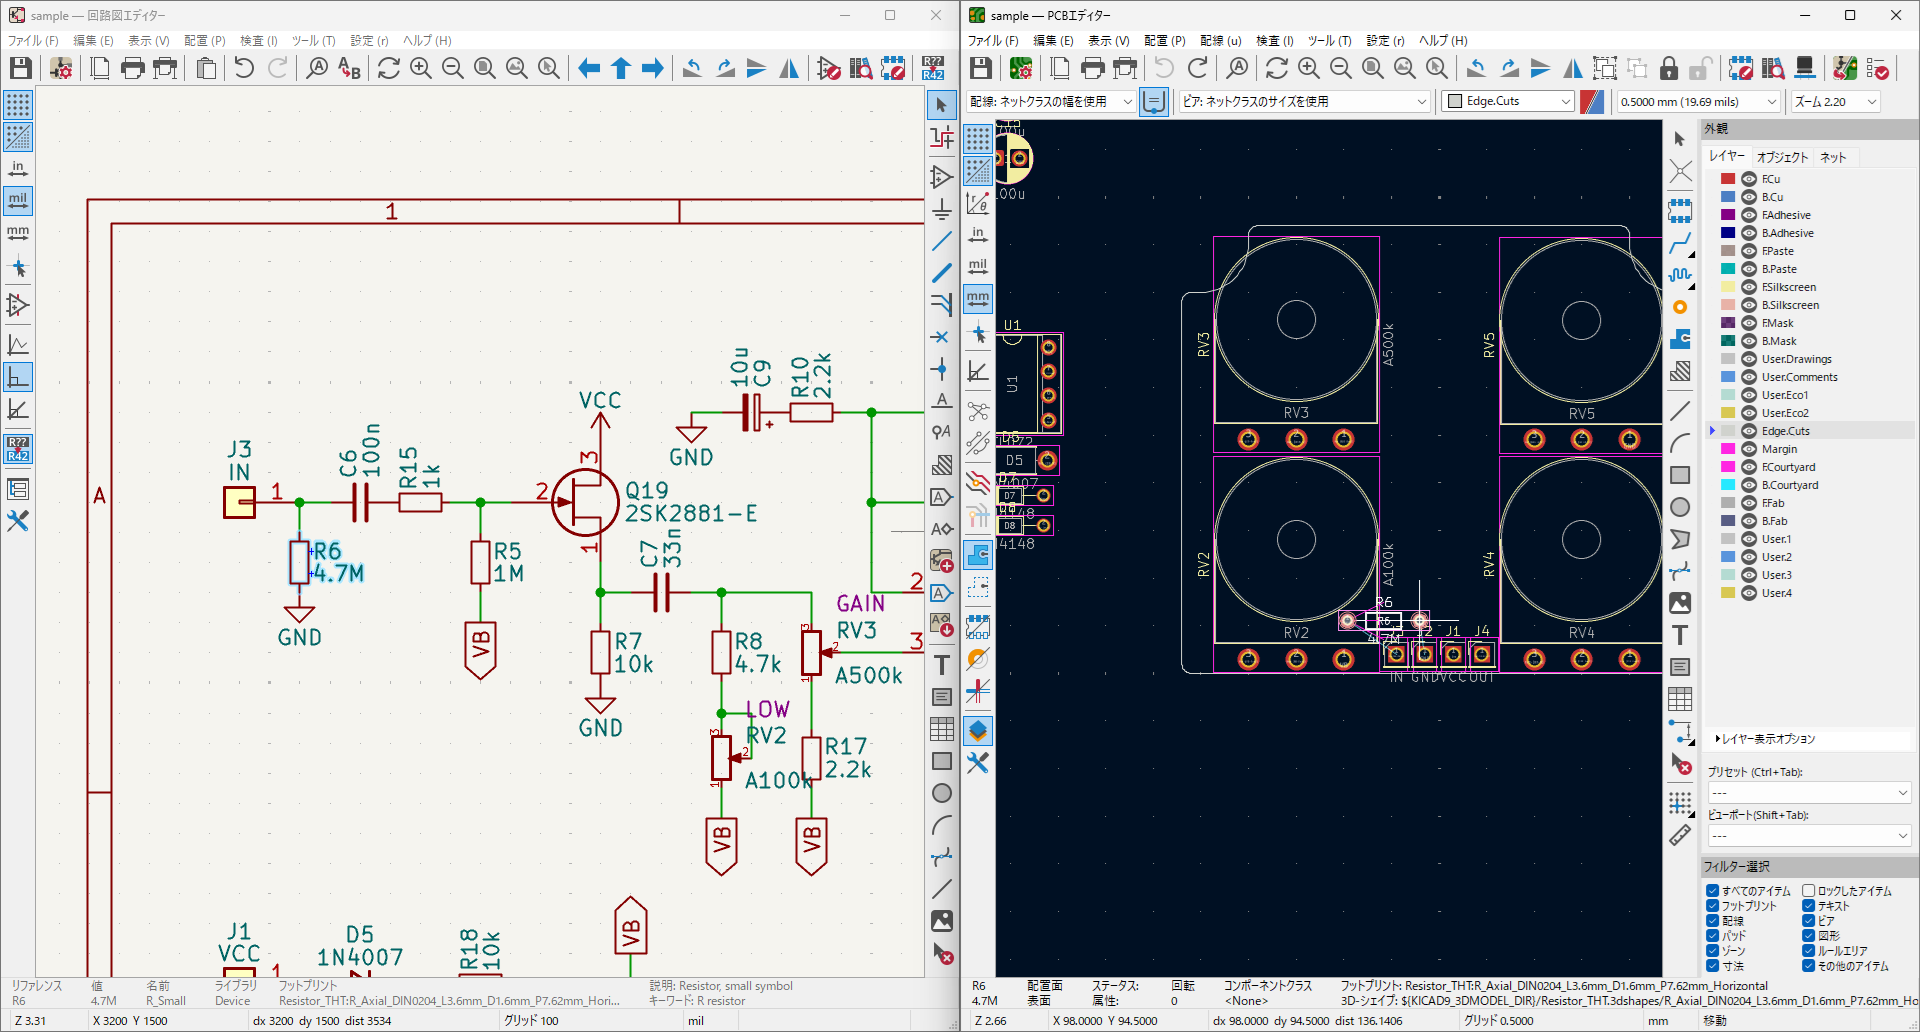 sample — 回路図エディター
ファイル (F) 編集 (E) 表示 (V) 配置 (P) 検査 (I) ツール (T) 設定 (r) ヘルプ (H)
R??
R42
in
mil
mm
R??
R42
1
A
J3
IN
1
C6
100n
R15
1k
R6
4.7M
GND
R5
1M
VB
VCC
3
2
1
Q19
2SK2881-E
10u
C9
R10
2.2k
GND
C7
33n
R7
10k
GND
R8
4.7k
GAIN
RV3
A500k
3
2
1
2
3
LOW
RV2
A100k
3
2
1
R17
2.2k
VB
VB
VB
J1
VCC
1
D5
1N4007
R18
10k
リファレンス 値 名前 ライブラリ フットプリント 説明: Resistor, small symbol
R6 4.7M R_Small Device Resistor_THT:R_Axial_DIN0204_L3.6mm_D1.6mm_P7.62mm_Hori... キーワード: R resistor
Z 3.31 X 3200 Y 1500 dx 3200 dy 1500 dist 3534 グリッド 100 mil
sample — PCBエディター
ファイル (F) 編集 (E) 表示 (V) 配置 (P) 配線 (u) 検査 (I) ツール (T) 設定 (r) ヘルプ (H)
配線: ネットクラスの幅を使用 ビア: ネットクラスのサイズを使用 Edge.Cuts 0.5000 mm (19.69 mils) ズーム 2.20
in
mil
mm
U1
U1
D5
D7
D8
4148
RV3
A500k
RV3
RV5
RV5
RV2
A100k
RV2
RV4
RV4
R6
R6
4.7M
J2 J1 J4
IN GND VCC OUT
外観
レイヤー オブジェクト ネット
F.Cu
B.Cu
F.Adhesive
B.Adhesive
F.Paste
B.Paste
F.Silkscreen
B.Silkscreen
F.Mask
B.Mask
User.Drawings
User.Comments
User.Eco1
User.Eco2
Edge.Cuts
Margin
F.Courtyard
B.Courtyard
F.Fab
B.Fab
User.1
User.2
User.3
User.4
レイヤー表示オプション
プリセット (Ctrl+Tab):
---
ビューポート(Shift+Tab):
---
フィルター選択
すべてのアイテム ロックしたアイテム
フットプリント テキスト
配線 ビア
パッド 図形
ゾーン ルールエリア
寸法 その他のアイテム
R6 配置面 ステータス: 回転 コンポーネントクラス フットプリント: Resistor_THT:R_Axial_DIN0204_L3.6mm_D1.6mm_P7.62mm_Horizontal
4.7M 表面 属性: 0 <None> 3D-シェイプ: ${KICAD9_3DMODEL_DIR}/Resistor_THT.3dshapes/R_Axial_DIN0204_L3.6mm_D1.6mm_P7.62mm_Ho
Z 2.66 X 98.0000 Y 94.5000 dx 98.0000 dy 94.5000 dist 136.1406 グリッド 0.5000 mm 移動